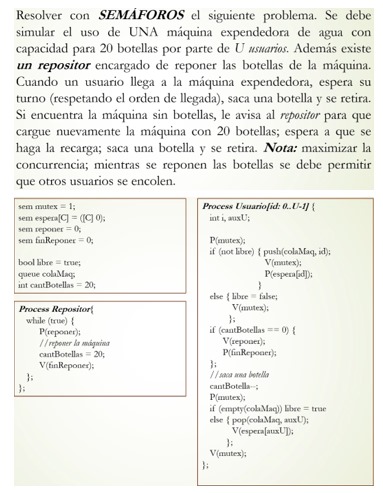 Resolver con SEMÁFOROS el siguiente problema. Se debe
simular el uso de UNA máquina expendedora de agua con
capacidad para 20 botellas por parte de U usuarios. Además existe
un repositor encargado de reponer las botellas de la máquina.
Cuando un usuario llega a la máquina expendedora, espera su
turno (respetando el orden de llegada), saca una botella y se retira.
Si encuentra la máquina sin botellas, le avisa al repositor para que
cargue nuevamente la máquina con 20 botellas; espera a que se
haga la recarga; saca una botella y se retira. Nota: maximizar la
concurrencia; mientras se reponen las botellas se debe permitir
que otros usuarios se encolen.
sem mutex = 1;
sem espera[C] = ([C] 0);
sem reponer = 0;
sem finReponer = 0;
bool libre = true;
queue colaMaq;
int cantBotellas = 20;
Process Repositor{
while (true) {
P(reponer);
//reponer la máquina
cantBotellas = 20;
V(finReponer);
};
};
Process Usuario[id: 0..U-1] {
int i, auxU;
P(mutex);
if (not libre) { push(colaMaq, id);
V(mutex);
P(espera[id]);
}
else { libre = false;
V(mutex);
};
if (cantBotellas == 0) {
V(reponer);
P(finReponer);
};
//saca una botella
cantBotella--;
P(mutex);
if (empty(colaMaq)) libre = true
else { pop(colaMaq, auxU);
V(espera[auxU]);
};
V(mutex);
};